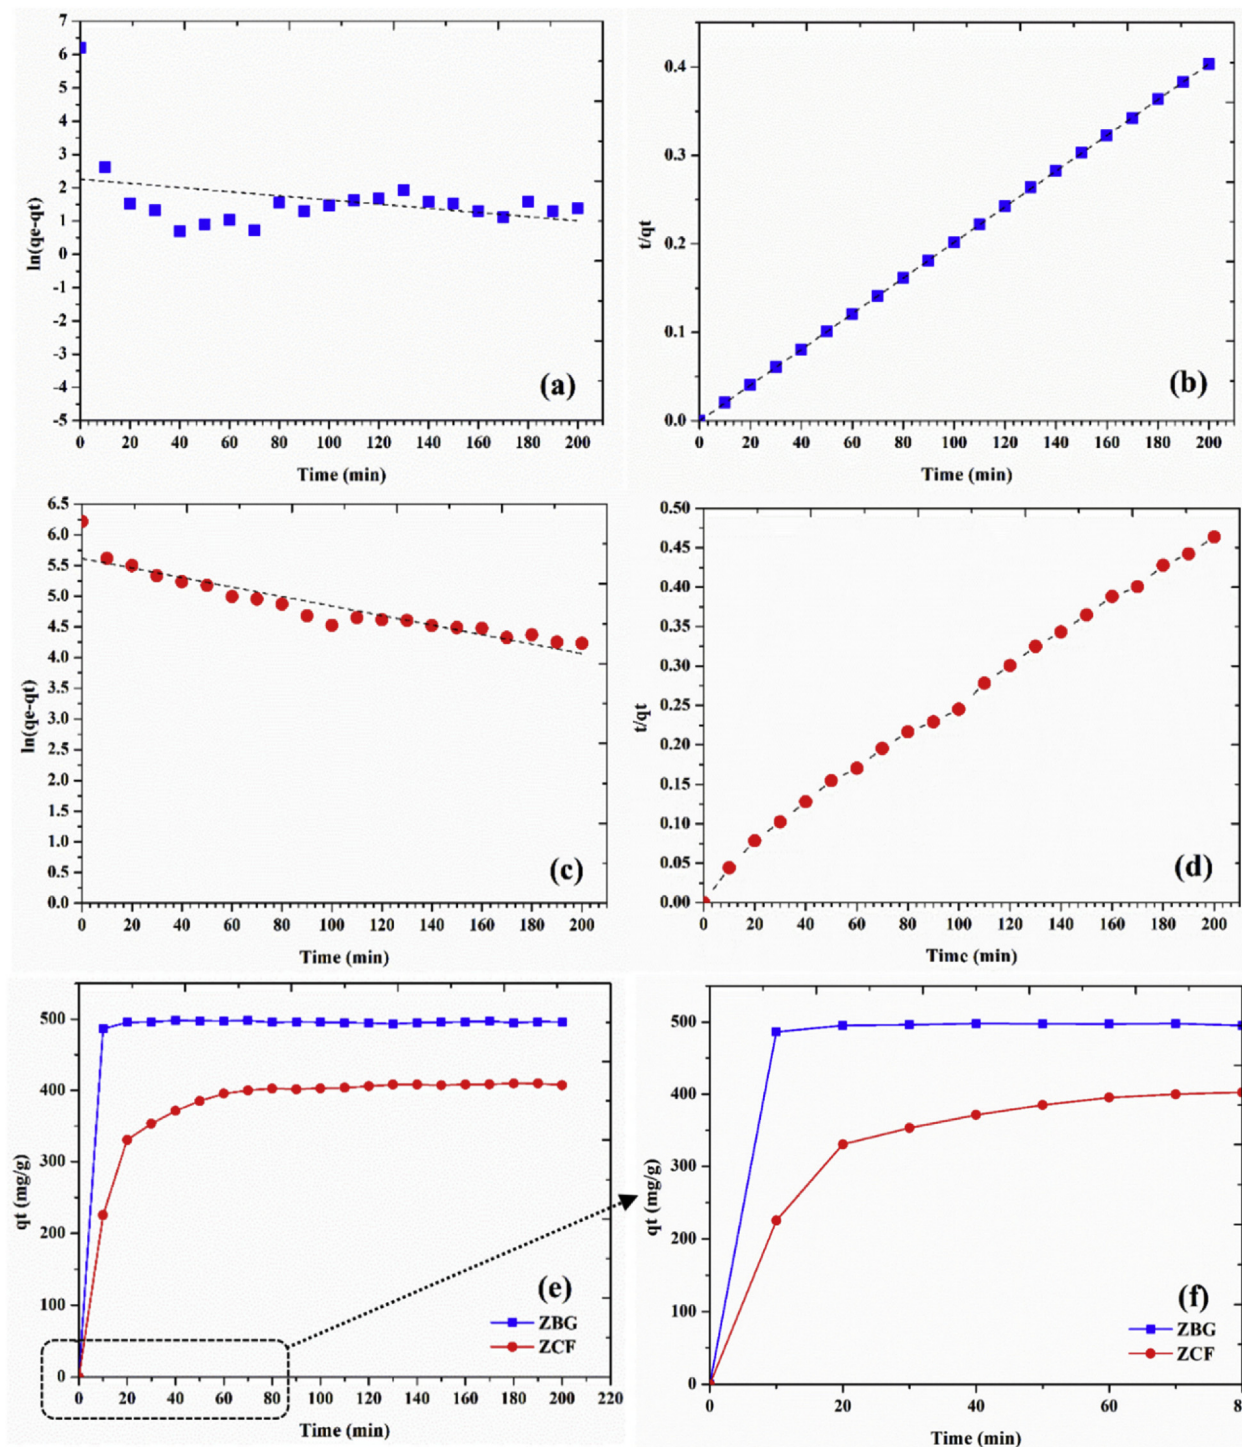 7
6
5
4
3
2
1
0
-1
-2
-3
-4
-5
ln(qe-qt)
0 20 40 60 80 100 120 140 160 180 200
Time (min)
(a)
0.4
0.3
0.2
0.1
0.0
t/qt
0 20 40 60 80 100 120 140 160 180 200
Time (min)
(b)
6.5
6.0
5.5
5.0
4.5
4.0
3.5
3.0
2.5
2.0
1.5
1.0
0.5
0.0
ln(qe-qt)
0 20 40 60 80 100 120 140 160 180 200
Time (min)
(c)
0.50
0.45
0.40
0.35
0.30
0.25
0.20
0.15
0.10
0.05
0.00
t/qt
0 20 40 60 80 100 120 140 160 180 200
Time (min)
(d)
500
400
300
200
100
0
qt (mg/g)
0 20 40 60 80 100 120 140 160 180 200 220
Time (min)
(e)
ZBG
ZCF
500
400
300
200
100
0
qt (mg/g)
0 20 40 60 8
Time (min)
(f)
ZBG
ZCF